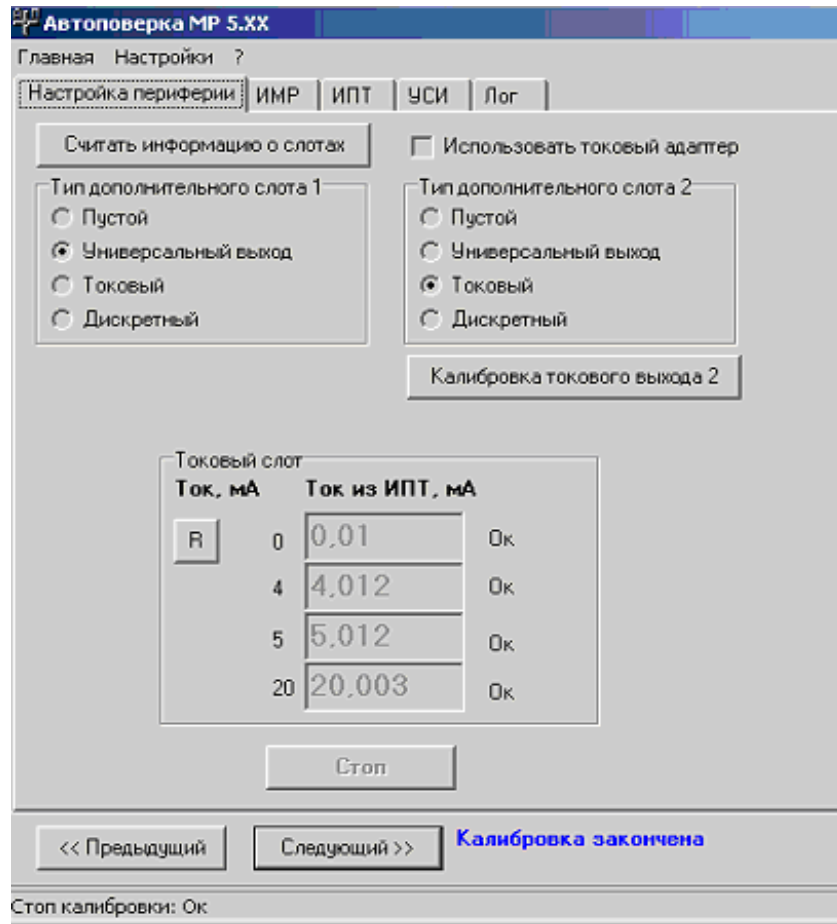 Автоповерка МР 5.XX
Главная Настройки ?
Настройка периферии ИМР ИПТ УСИ Лог
Считать информацию о слотах Использовать токовый адаптер
Тип дополнительного слота 1 Тип дополнительного слота 2
Пустой Пустой
Универсальный выход Универсальный выход
Токовый Токовый
Дискретный Дискретный
Калибровка токового выхода 2
Токовый слот
Ток, мА Ток из ИПТ, мА
R 0 0,01 Ок
4 4,012 Ок
5 5,012 Ок
20 20,003 Ок
Стоп
<< Предыдущий Следующий >> Калибровка закончена
Стоп калибровки: Ок